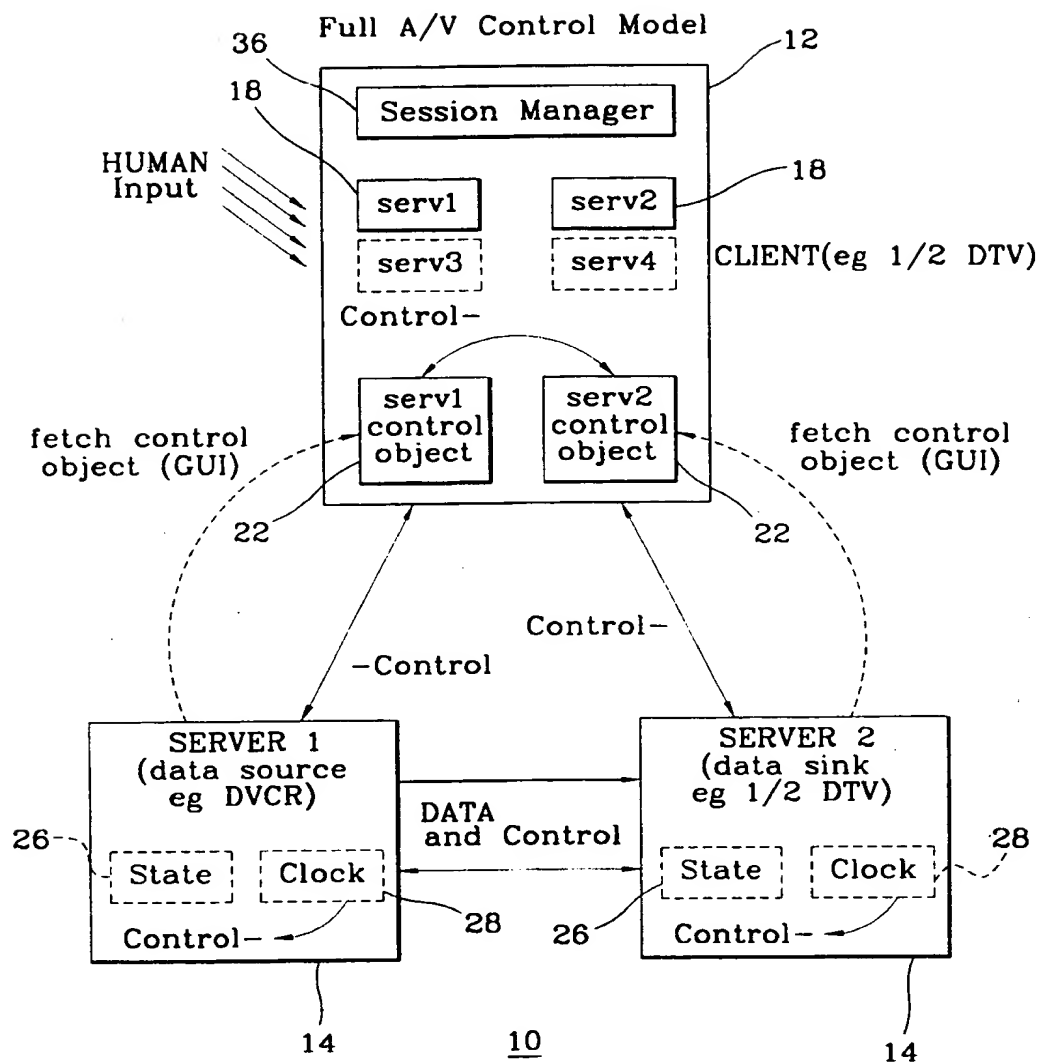 Full A/V Control Model
36
12
Session Manager
18
HUMAN
Input
18
serv1
serv2
serv3
serv4
CLIENT(eg 1/2 DTV)
Control-
serv1
control
object
serv2
control
object
fetch control
object (GUI)
fetch control
object (GUI)
22
22
Control-
-Control
SERVER 1
(data source
eg DVCR)
SERVER 2
(data sink
eg 1/2 DTV)
DATA
and Control
26
State
Clock
28
State
Clock
28
26
Control-
Control-
14
10
14